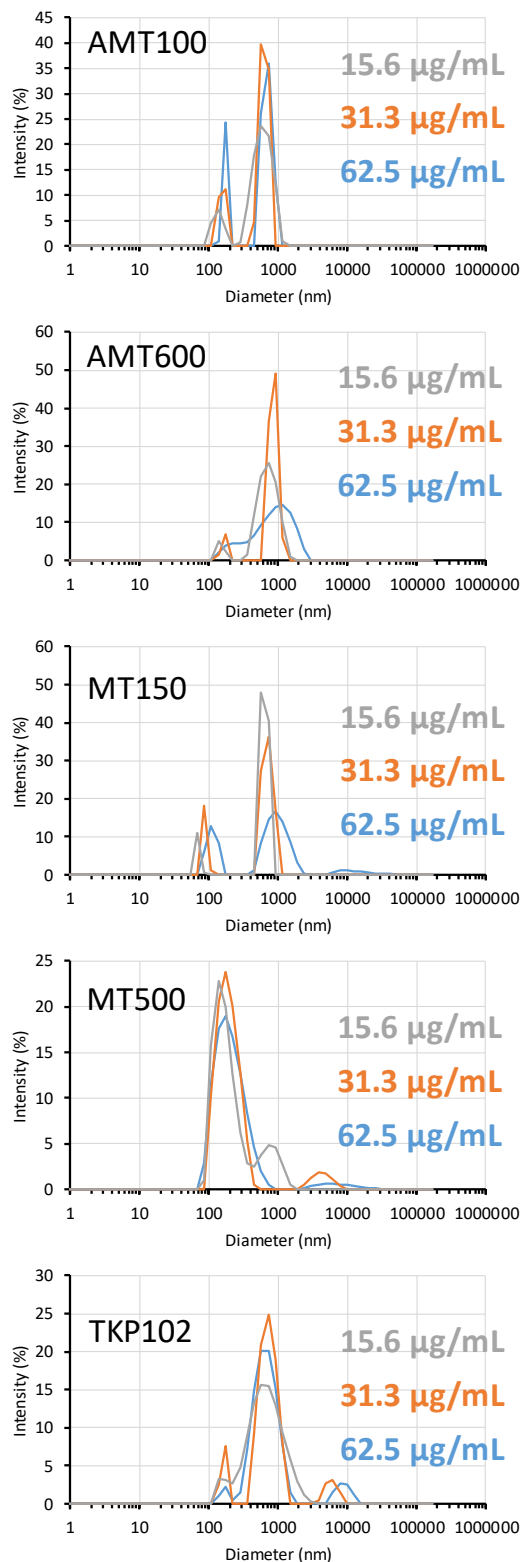 45
40
35
30
25
20
15
10
5
0
Intensity (%)
AMT100
15.6 µg/mL
31.3 µg/mL
62.5 µg/mL
1 10 100 1000 10000 100000 1000000
Diameter (nm)
60
50
40
30
20
10
0
Intensity (%)
AMT600
15.6 µg/mL
31.3 µg/mL
62.5 µg/mL
1 10 100 1000 10000 100000 1000000
Diameter (nm)
60
50
40
30
20
10
0
Intensity (%)
MT150
15.6 µg/mL
31.3 µg/mL
62.5 µg/mL
1 10 100 1000 10000 100000 1000000
Diameter (nm)
25
20
15
10
5
0
Intensity (%)
MT500
15.6 µg/mL
31.3 µg/mL
62.5 µg/mL
1 10 100 1000 10000 100000 1000000
Diameter (nm)
30
25
20
15
10
5
0
Intensity (%)
TKP102
15.6 µg/mL
31.3 µg/mL
62.5 µg/mL
1 10 100 1000 10000 100000 1000000
Diameter (nm)